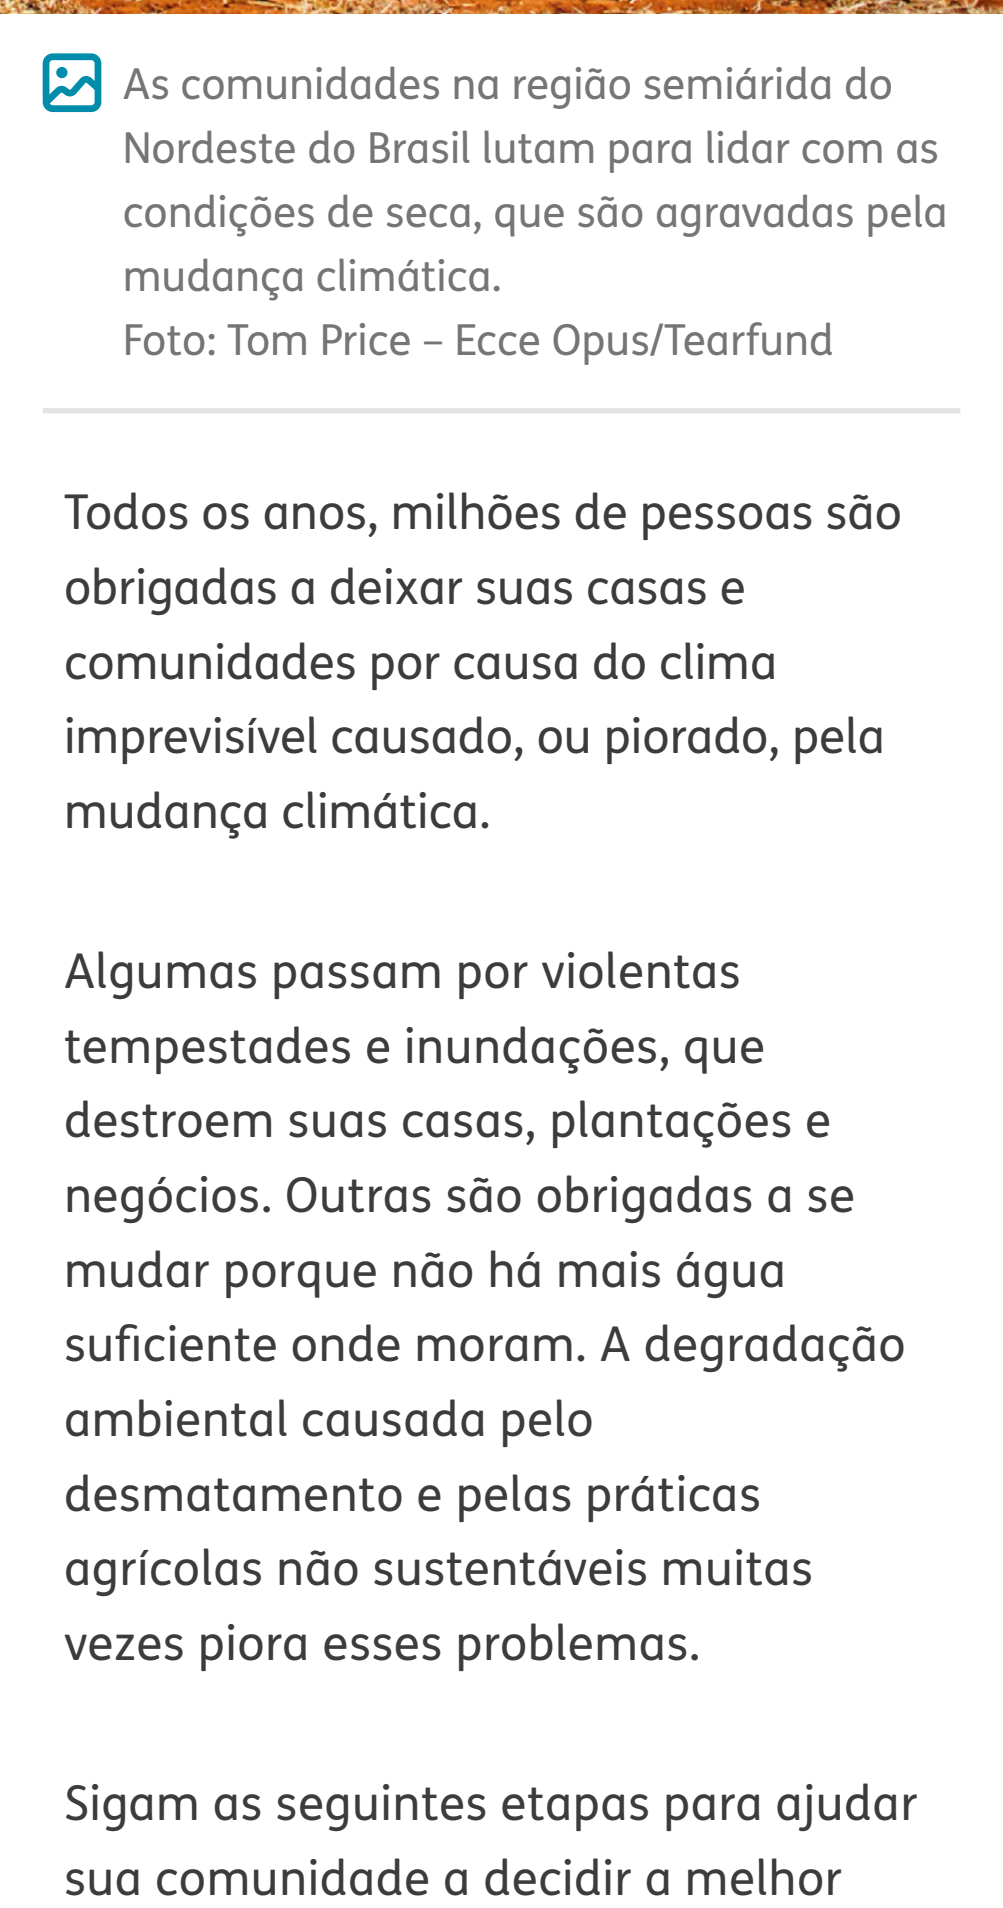 As comunidades na região semiárida do
Nordeste do Brasil lutam para lidar com as
condições de seca, que são agravadas pela
mudança climática.
Foto: Tom Price – Ecce Opus/Tearfund
Todos os anos, milhões de pessoas são
obrigadas a deixar suas casas e
comunidades por causa do clima
imprevisível causado, ou piorado, pela
mudança climática.
Algumas passam por violentas
tempestades e inundações, que
destroem suas casas, plantações e
negócios. Outras são obrigadas a se
mudar porque não há mais água
suficiente onde moram. A degradação
ambiental causada pelo
desmatamento e pelas práticas
agrícolas não sustentáveis muitas
vezes piora esses problemas.
Sigam as seguintes etapas para ajudar
sua comunidade a decidir a melhor